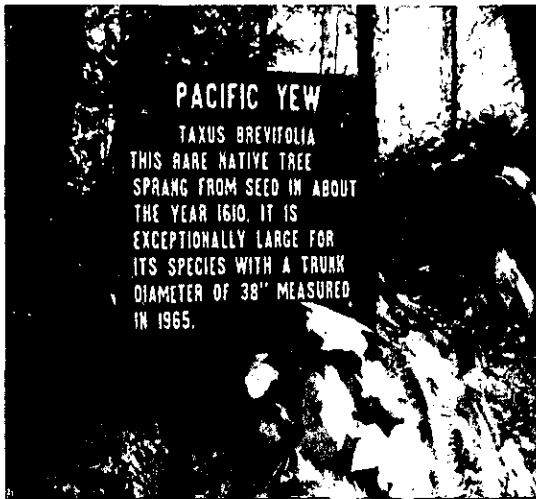 PACIFIC YEW
TAXUS BREVIFOLIA
THIS RARE NATIVE TREE
SPRANG FROM SEED IN ABOUT
THE YEAR 1610. IT IS
EXCEPTIONALLY LARGE FOR
ITS SPECIES WITH A TRUNK
DIAMETER OF 38" MEASURED
IN 1965.